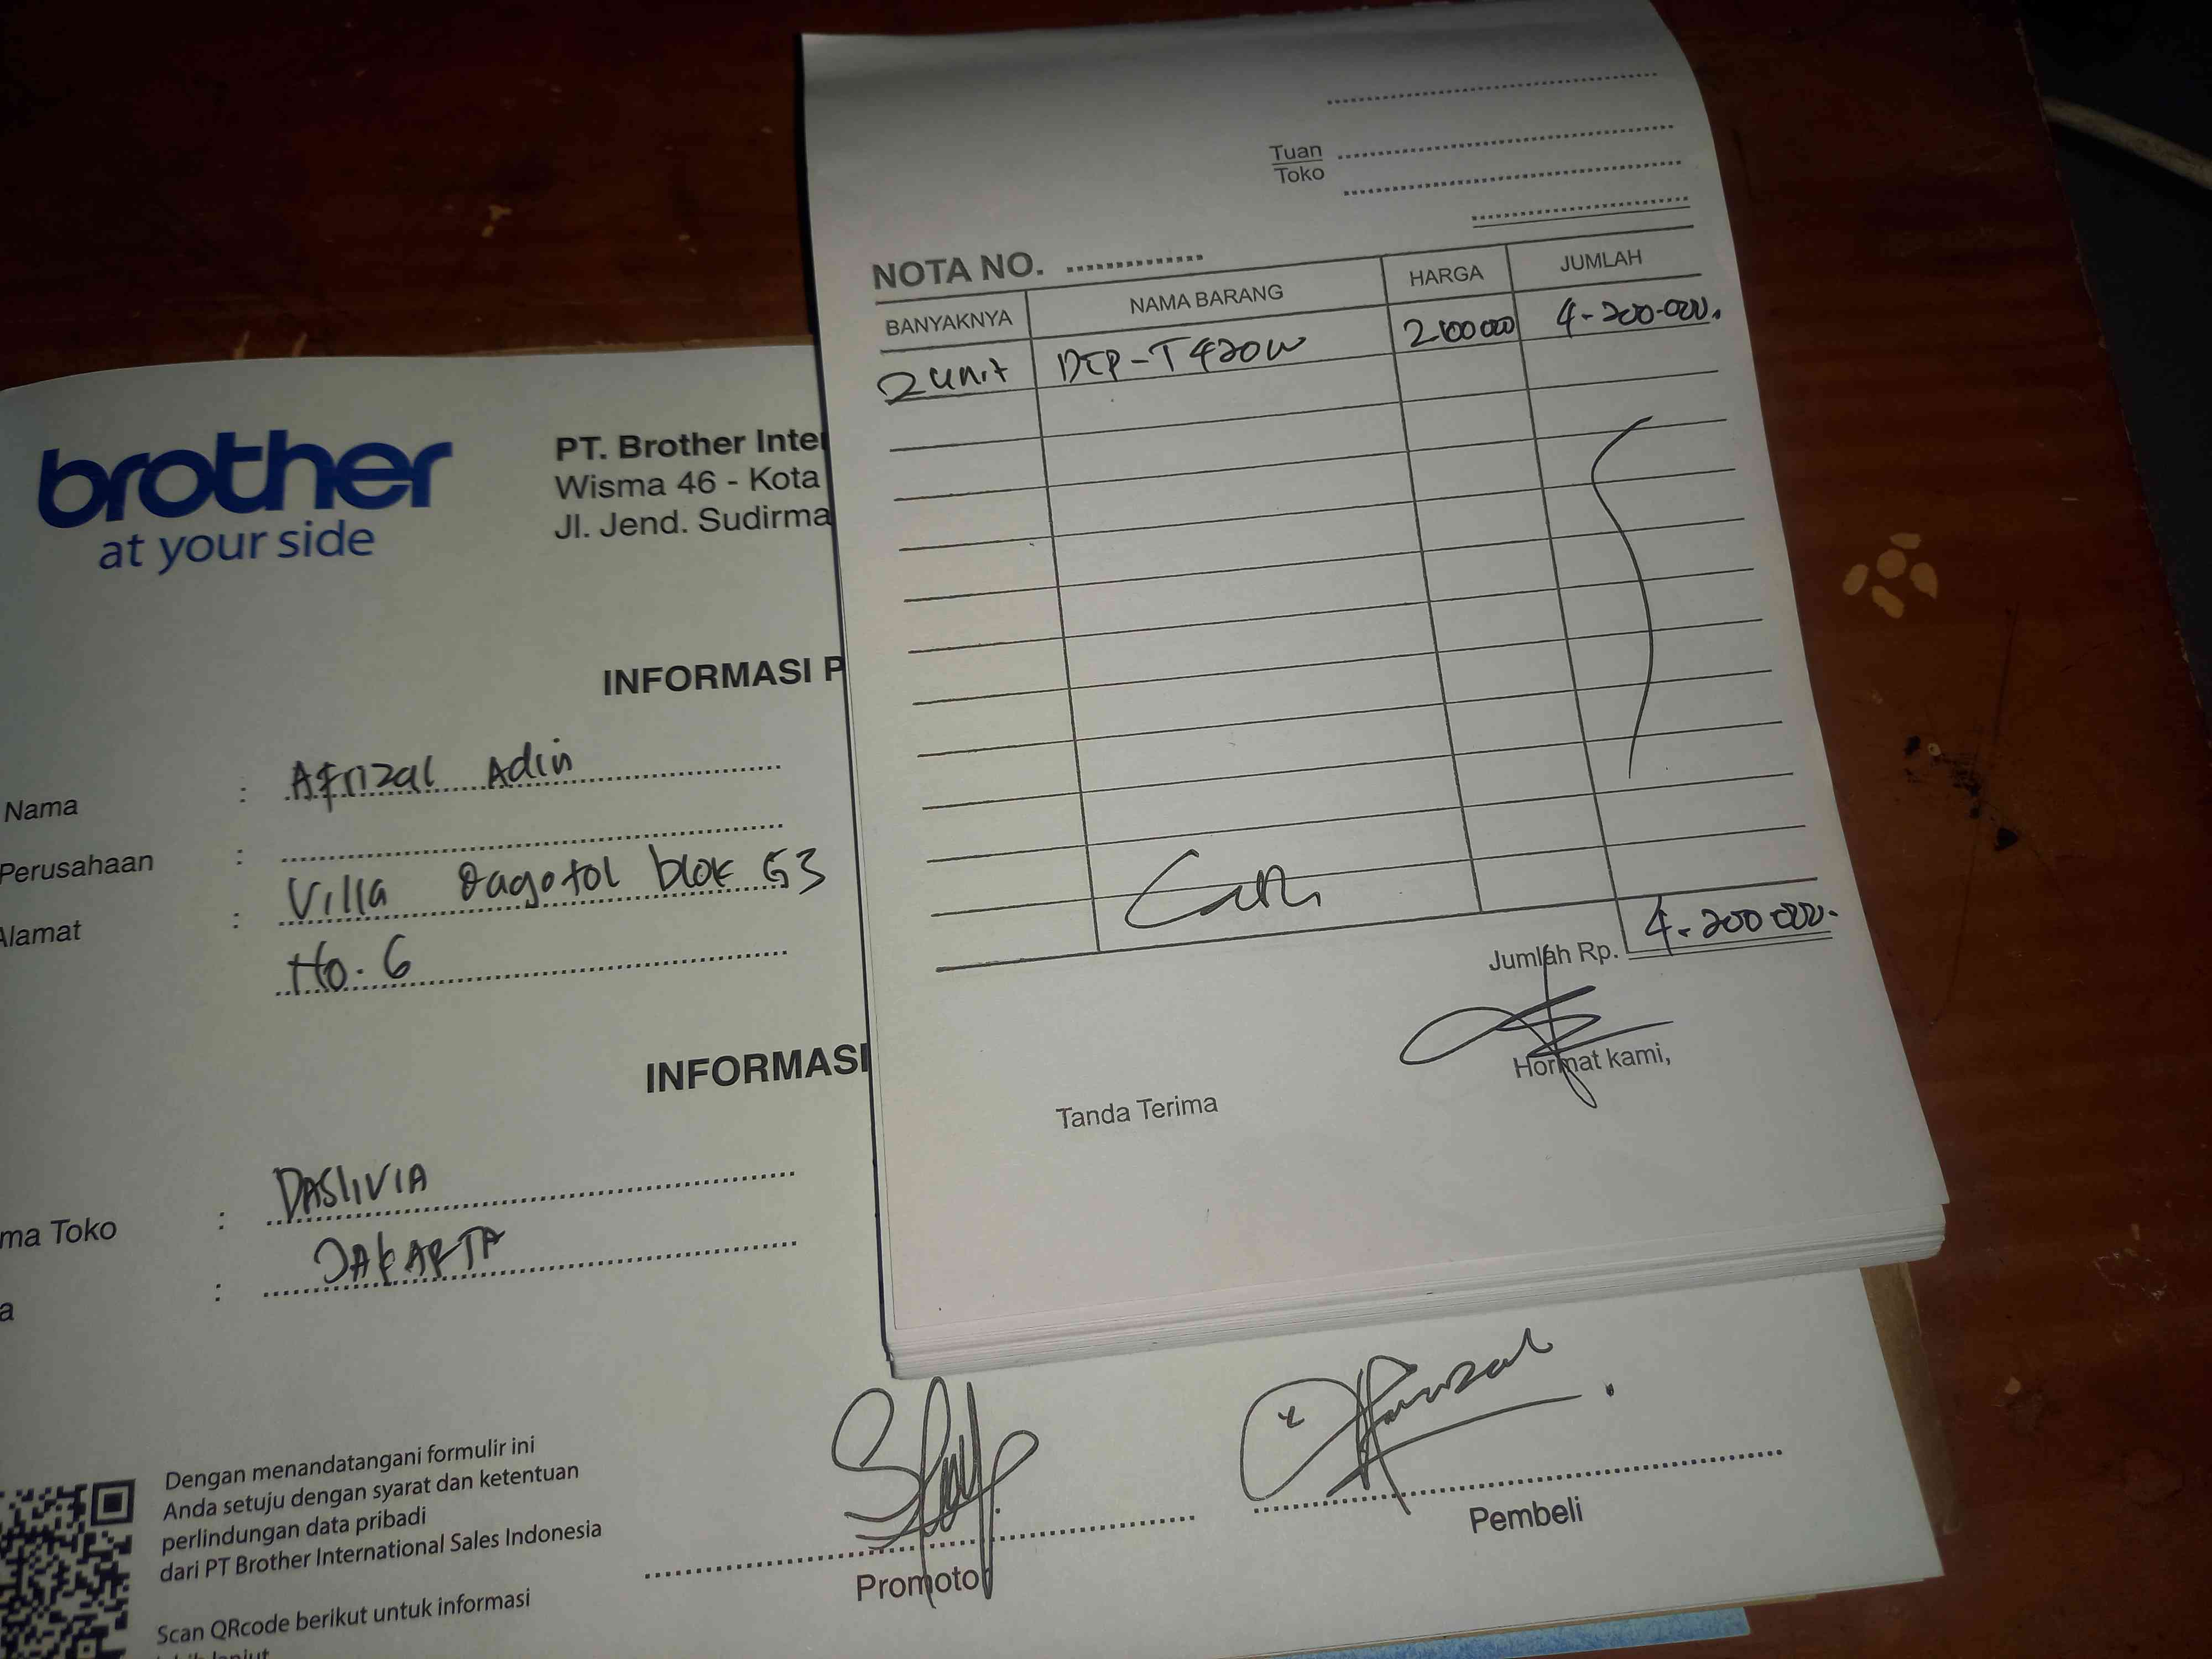 brother
at your side
PT. Brother Inter
Wisma 46 - Kota
Jl. Jend. Sudirma
INFORMASI P
Nama : Afrizal Adin
Perusahaan :
Alamat : Villa Dagotol blok G3
No. 6
INFORMASI
ma Toko : DASLIVIA
a : JAKARTA
Dengan menandatangani formulir ini
Anda setuju dengan syarat dan ketentuan
perlindungan data pribadi
dari PT Brother International Sales Indonesia
Scan QRcode berikut untuk informasi
Promotor
Pembeli
Tuan
Toko
NOTA NO.
BANYAKNYA NAMA BARANG HARGA JUMLAH
2 unit DCP-T420W 2100000 4.200.000.
Jumlah Rp. 4.200.000.
Tanda Terima
Hormat kami,